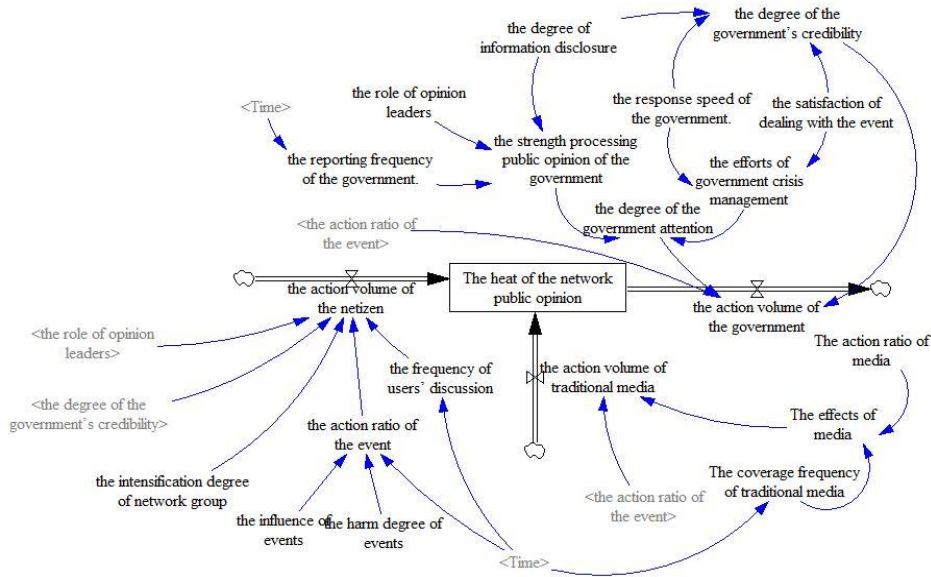 the degree of
information disclosure
the degree of the
government's credibility
<Time>
the role of opinion
leaders
the response speed of
the government.
the satisfaction of
dealing with the event
the reporting frequency
of the government.
the strength processing
public opinion of the
government
the efforts of
government crisis
management
<the action ratio of
the event>
the degree of the
government attention
The heat of the network
public opinion
the action volume of
the netizen
the action volume of
the government
<the role of opinion
leaders>
the frequency of
users' discussion
the action volume of
traditional media
The action ratio of
media
<the degree of the
government's credibility>
the action ratio of
the event
The effects of
media
the intensification degree
of network group
The coverage frequency
of traditional media
the influence of
events
the harm degree of
events
<the action ratio of
the event>
<Time>